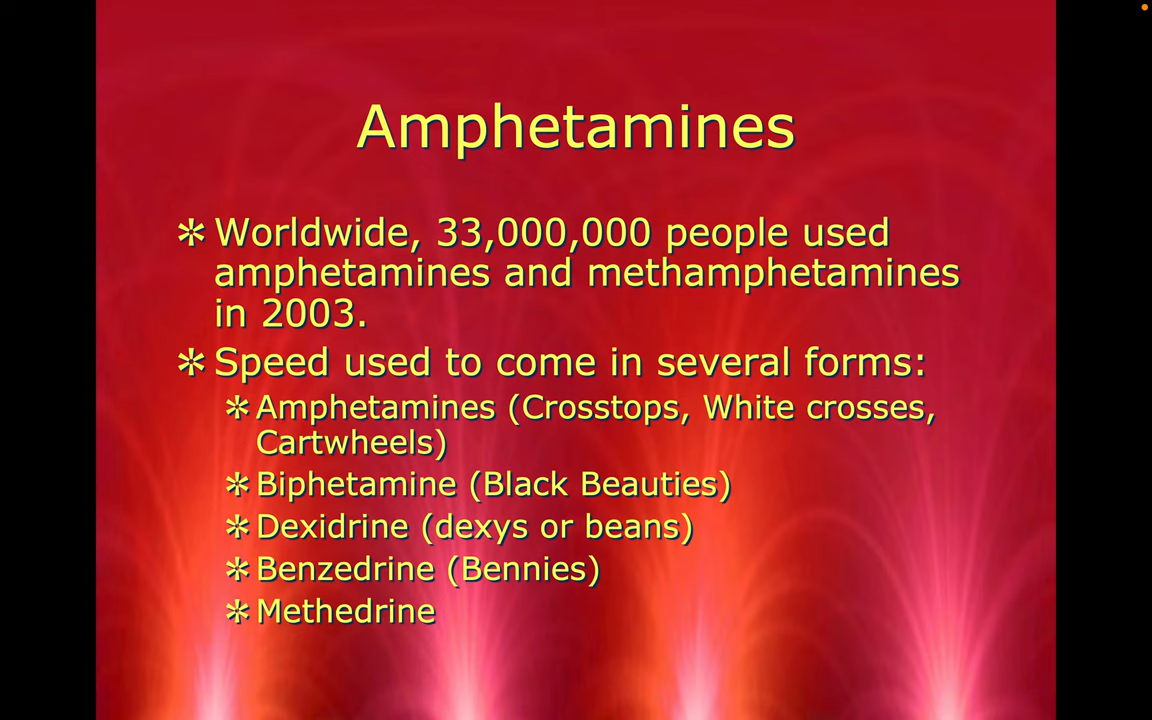 Amphetamines
✲ Worldwide, 33,000,000 people used
amphetamines and methamphetamines
in 2003.
✲ Speed used to come in several forms:
✲ Amphetamines (Crosstops, White crosses,
Cartwheels)
✲ Biphetamine (Black Beauties)
✲ Dexidrine (dexys or beans)
✲ Benzedrine (Bennies)
✲ Methedrine